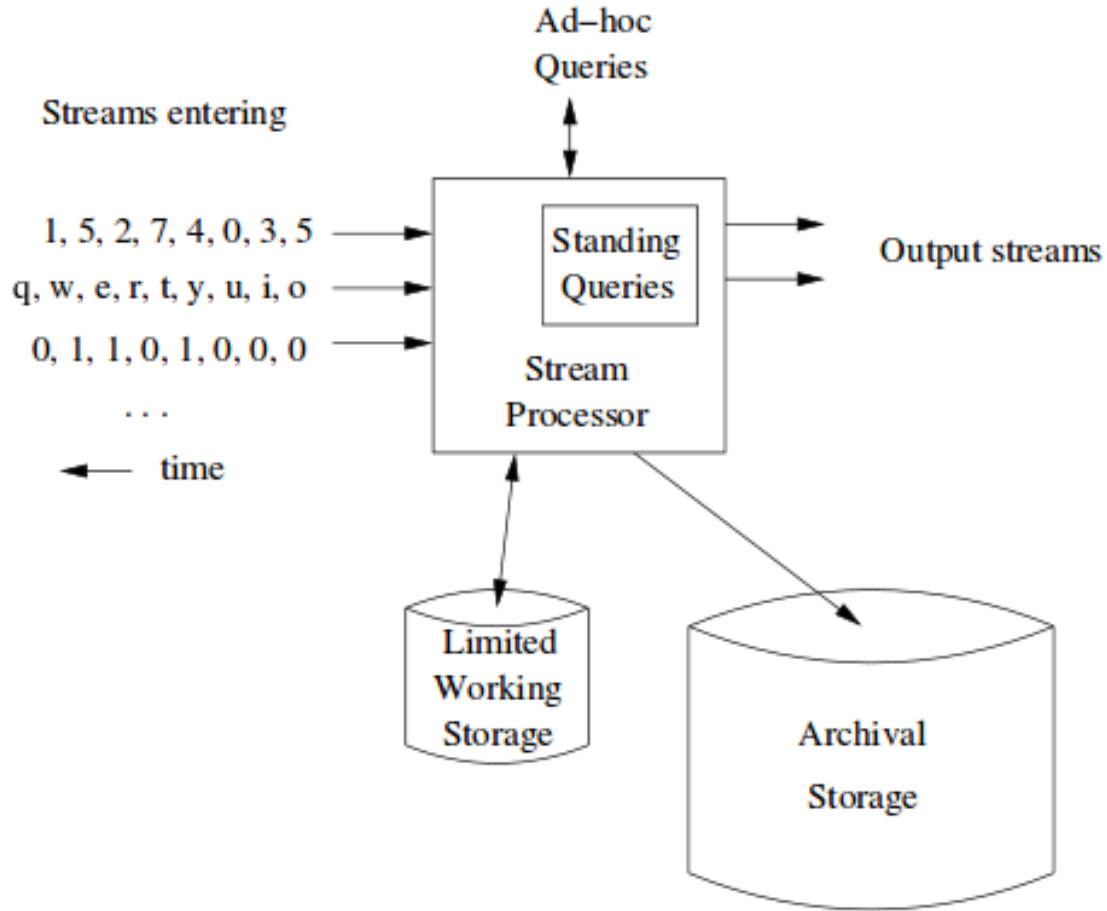 Ad-hoc
Queries
Streams entering
1, 5, 2, 7, 4, 0, 3, 5
q, w, e, r, t, y, u, i, o
0, 1, 1, 0, 1, 0, 0, 0
. . .
time
Standing
Queries
Stream
Processor
Output streams
Limited
Working
Storage
Archival
Storage